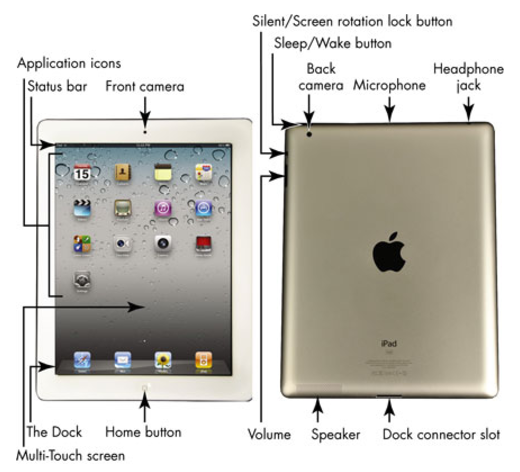 Silent/Screen rotation lock button
Sleep/Wake button
Application icons
Status bar
Front camera
Back
camera
Microphone
Headphone
jack
15
iPad
The Dock
Home button
Multi-Touch screen
Volume
Speaker
Dock connector slot